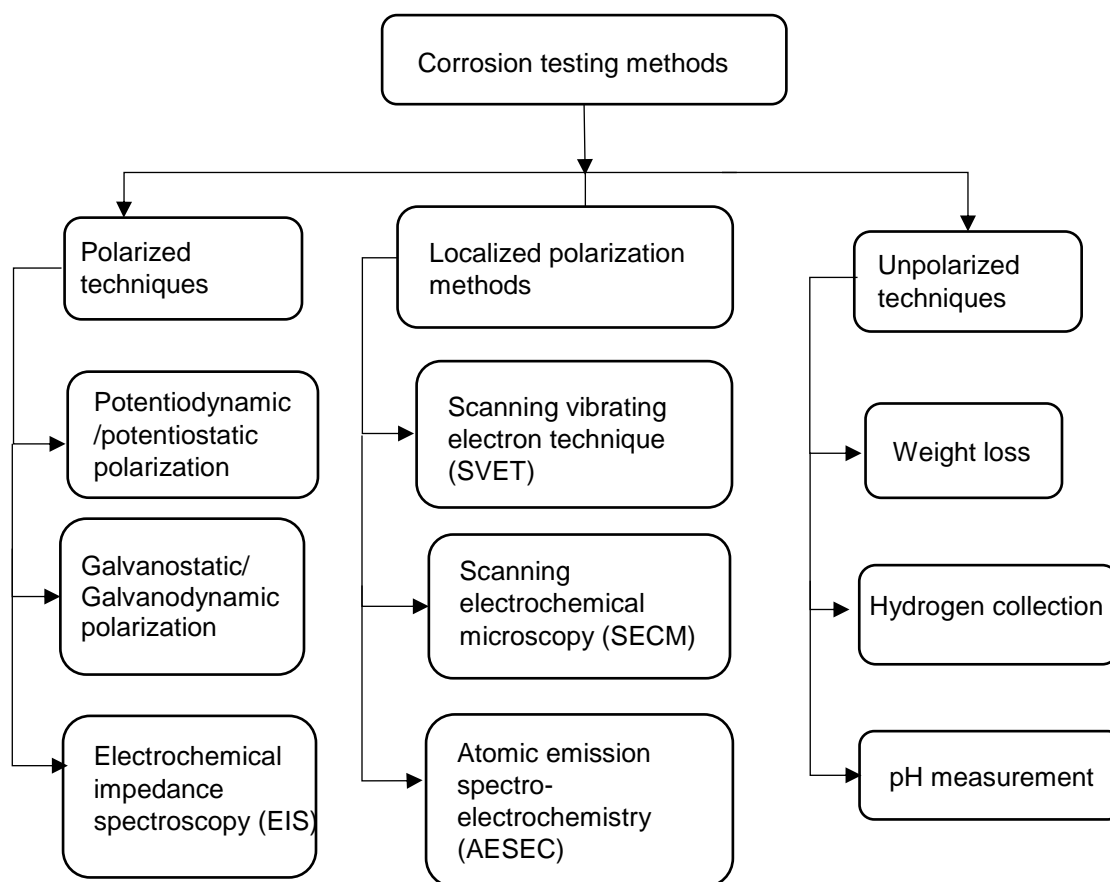 Corrosion testing methods
Polarized
techniques
Potentiodynamic
/potentiostatic
polarization
Galvanostatic/
Galvanodynamic
polarization
Electrochemical
impedance
spectroscopy (EIS)
Localized polarization
methods
Scanning vibrating
electron technique
(SVET)
Scanning
electrochemical
microscopy (SECM)
Atomic emission
spectro-
electrochemistry
(AESEC)
Unpolarized
techniques
Weight loss
Hydrogen collection
pH measurement